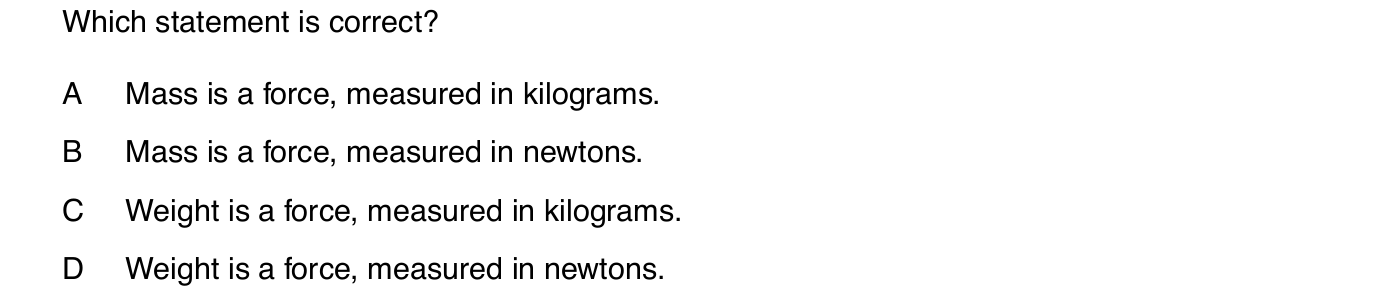 Which statement is correct?
A Mass is a force, measured in kilograms.
B Mass is a force, measured in newtons.
C Weight is a force, measured in kilograms.
D Weight is a force, measured in newtons.